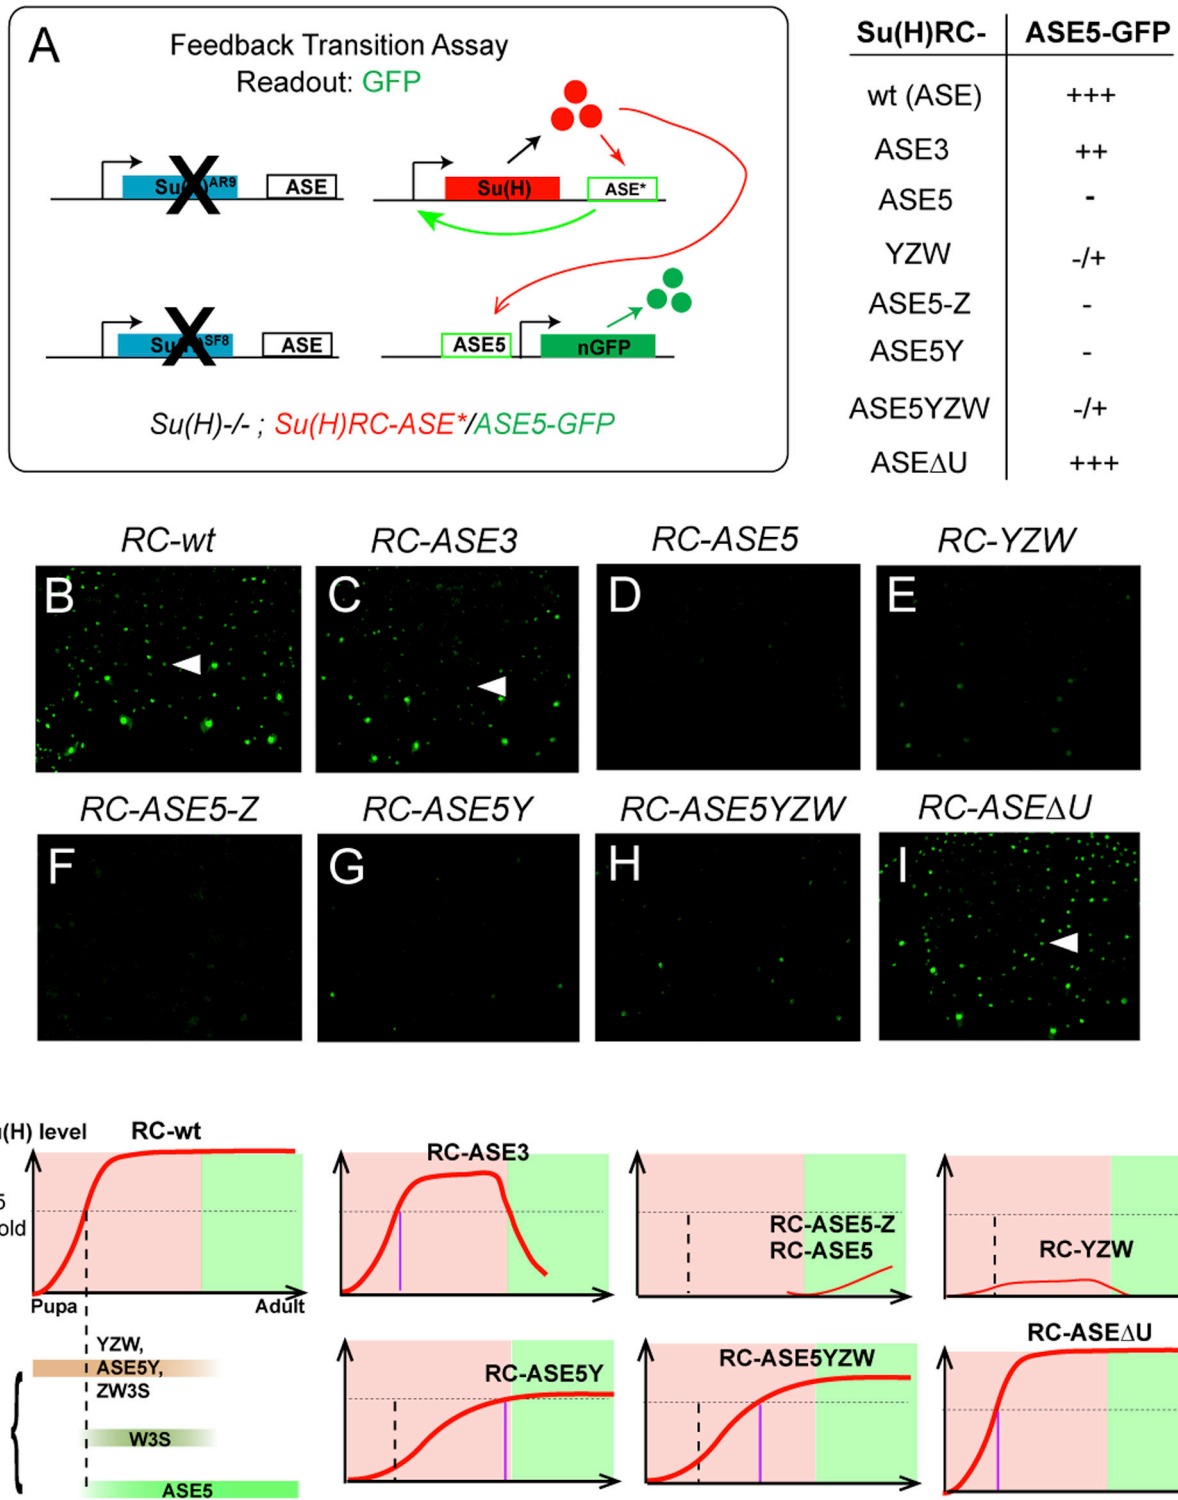 A
Feedback Transition Assay
Readout: GFP
ASE
Su(H)
ASE*
ASE
ASE5
nGFP
Su(H)-/- ; Su(H)RC-ASE*/ASE5-GFP
Su(H)RC- ASE5-GFP
wt (ASE) +++
ASE3 ++
ASE5 -
YZW -/+
ASE5-Z -
ASE5Y -
ASE5YZW -/+
ASEΔU +++
RC-wt RC-ASE3 RC-ASE5 RC-YZW
B C D E
RC-ASE5-Z RC-ASE5Y RC-ASE5YZW RC-ASEΔU
F G H I
(H) level
RC-wt
5
old
Pupa Adult
RC-ASE3
RC-ASE5-Z
RC-ASE5
RC-YZW
YZW,
ASE5Y,
ZW3S
W3S
ASE5
RC-ASE5Y
RC-ASE5YZW
RC-ASEΔU